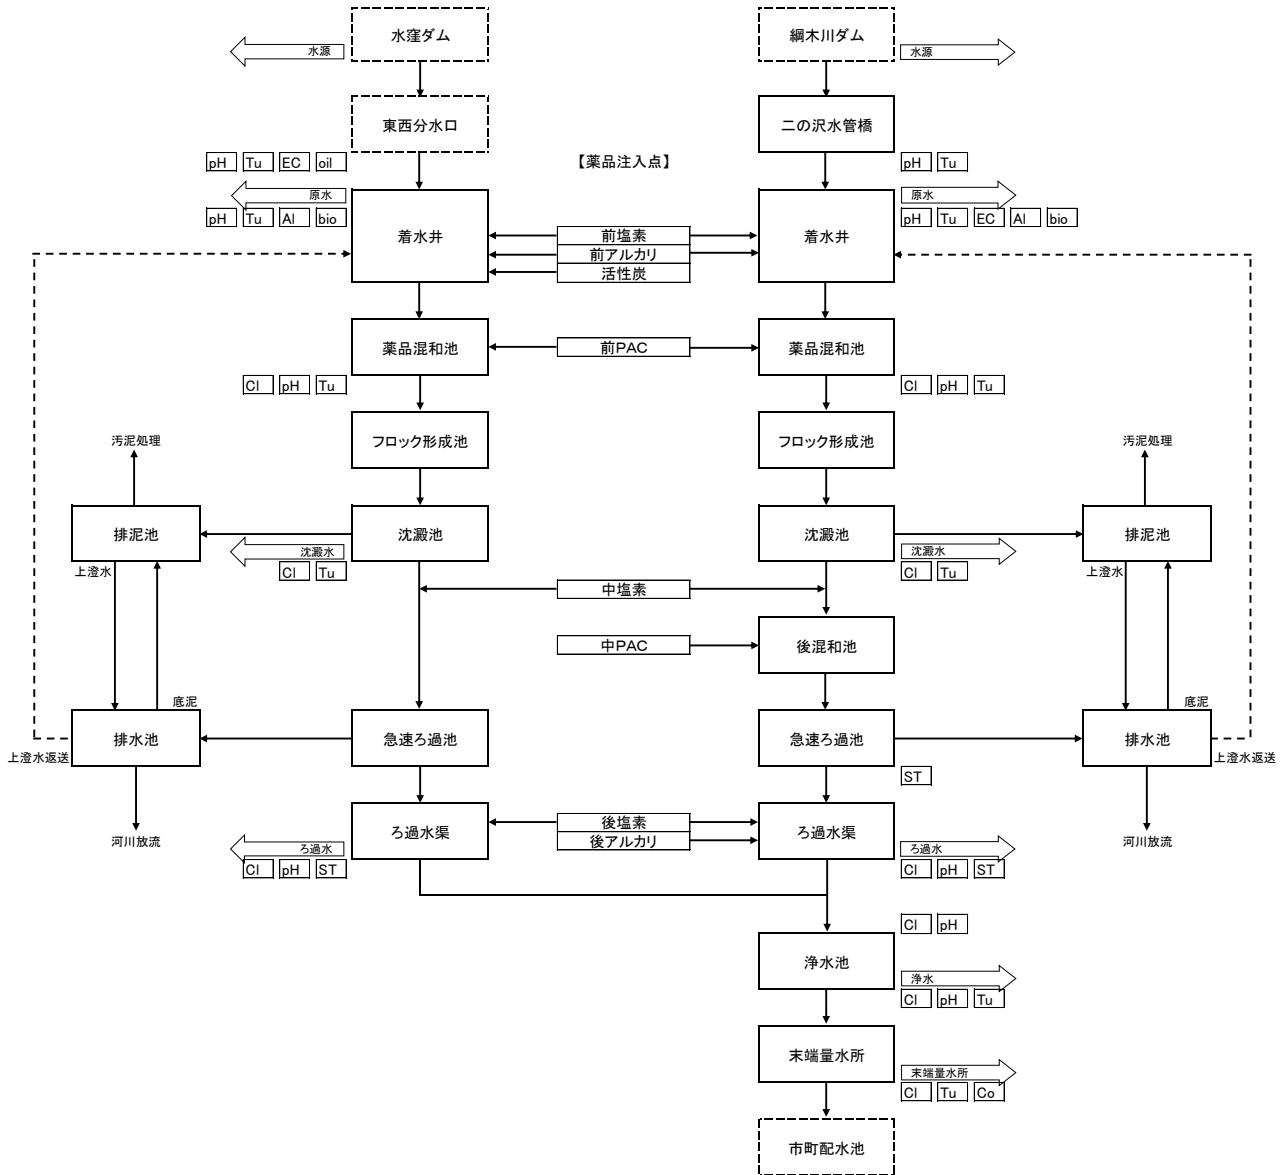 水窪ダム
綱木川ダム
水源
水源
東西分水口
二の沢水管橋
【薬品注入点】
pH Tu EC oil
pH Tu
原水
原水
pH Tu Al bio
pH Tu EC Al bio
着水井
前塩素
着水井
前アルカリ
活性炭
薬品混和池
前PAC
薬品混和池
Cl pH Tu
Cl pH Tu
フロック形成池
フロック形成池
汚泥処理
汚泥処理
排泥池
沈澱池
沈澱池
排泥池
沈澱水
沈澱水
上澄水
Cl Tu
Cl Tu
上澄水
中塩素
中PAC
後混和池
底泥
底泥
排水池
急速ろ過池
急速ろ過池
排水池
上澄水返送
上澄水返送
ST
ろ過水渠
後塩素
ろ過水渠
後アルカリ
河川放流
河川放流
ろ過水
ろ過水
Cl pH ST
Cl pH ST
Cl pH
浄水池
浄水
Cl pH Tu
末端量水所
末端量水所
Cl Tu Co
市町配水池